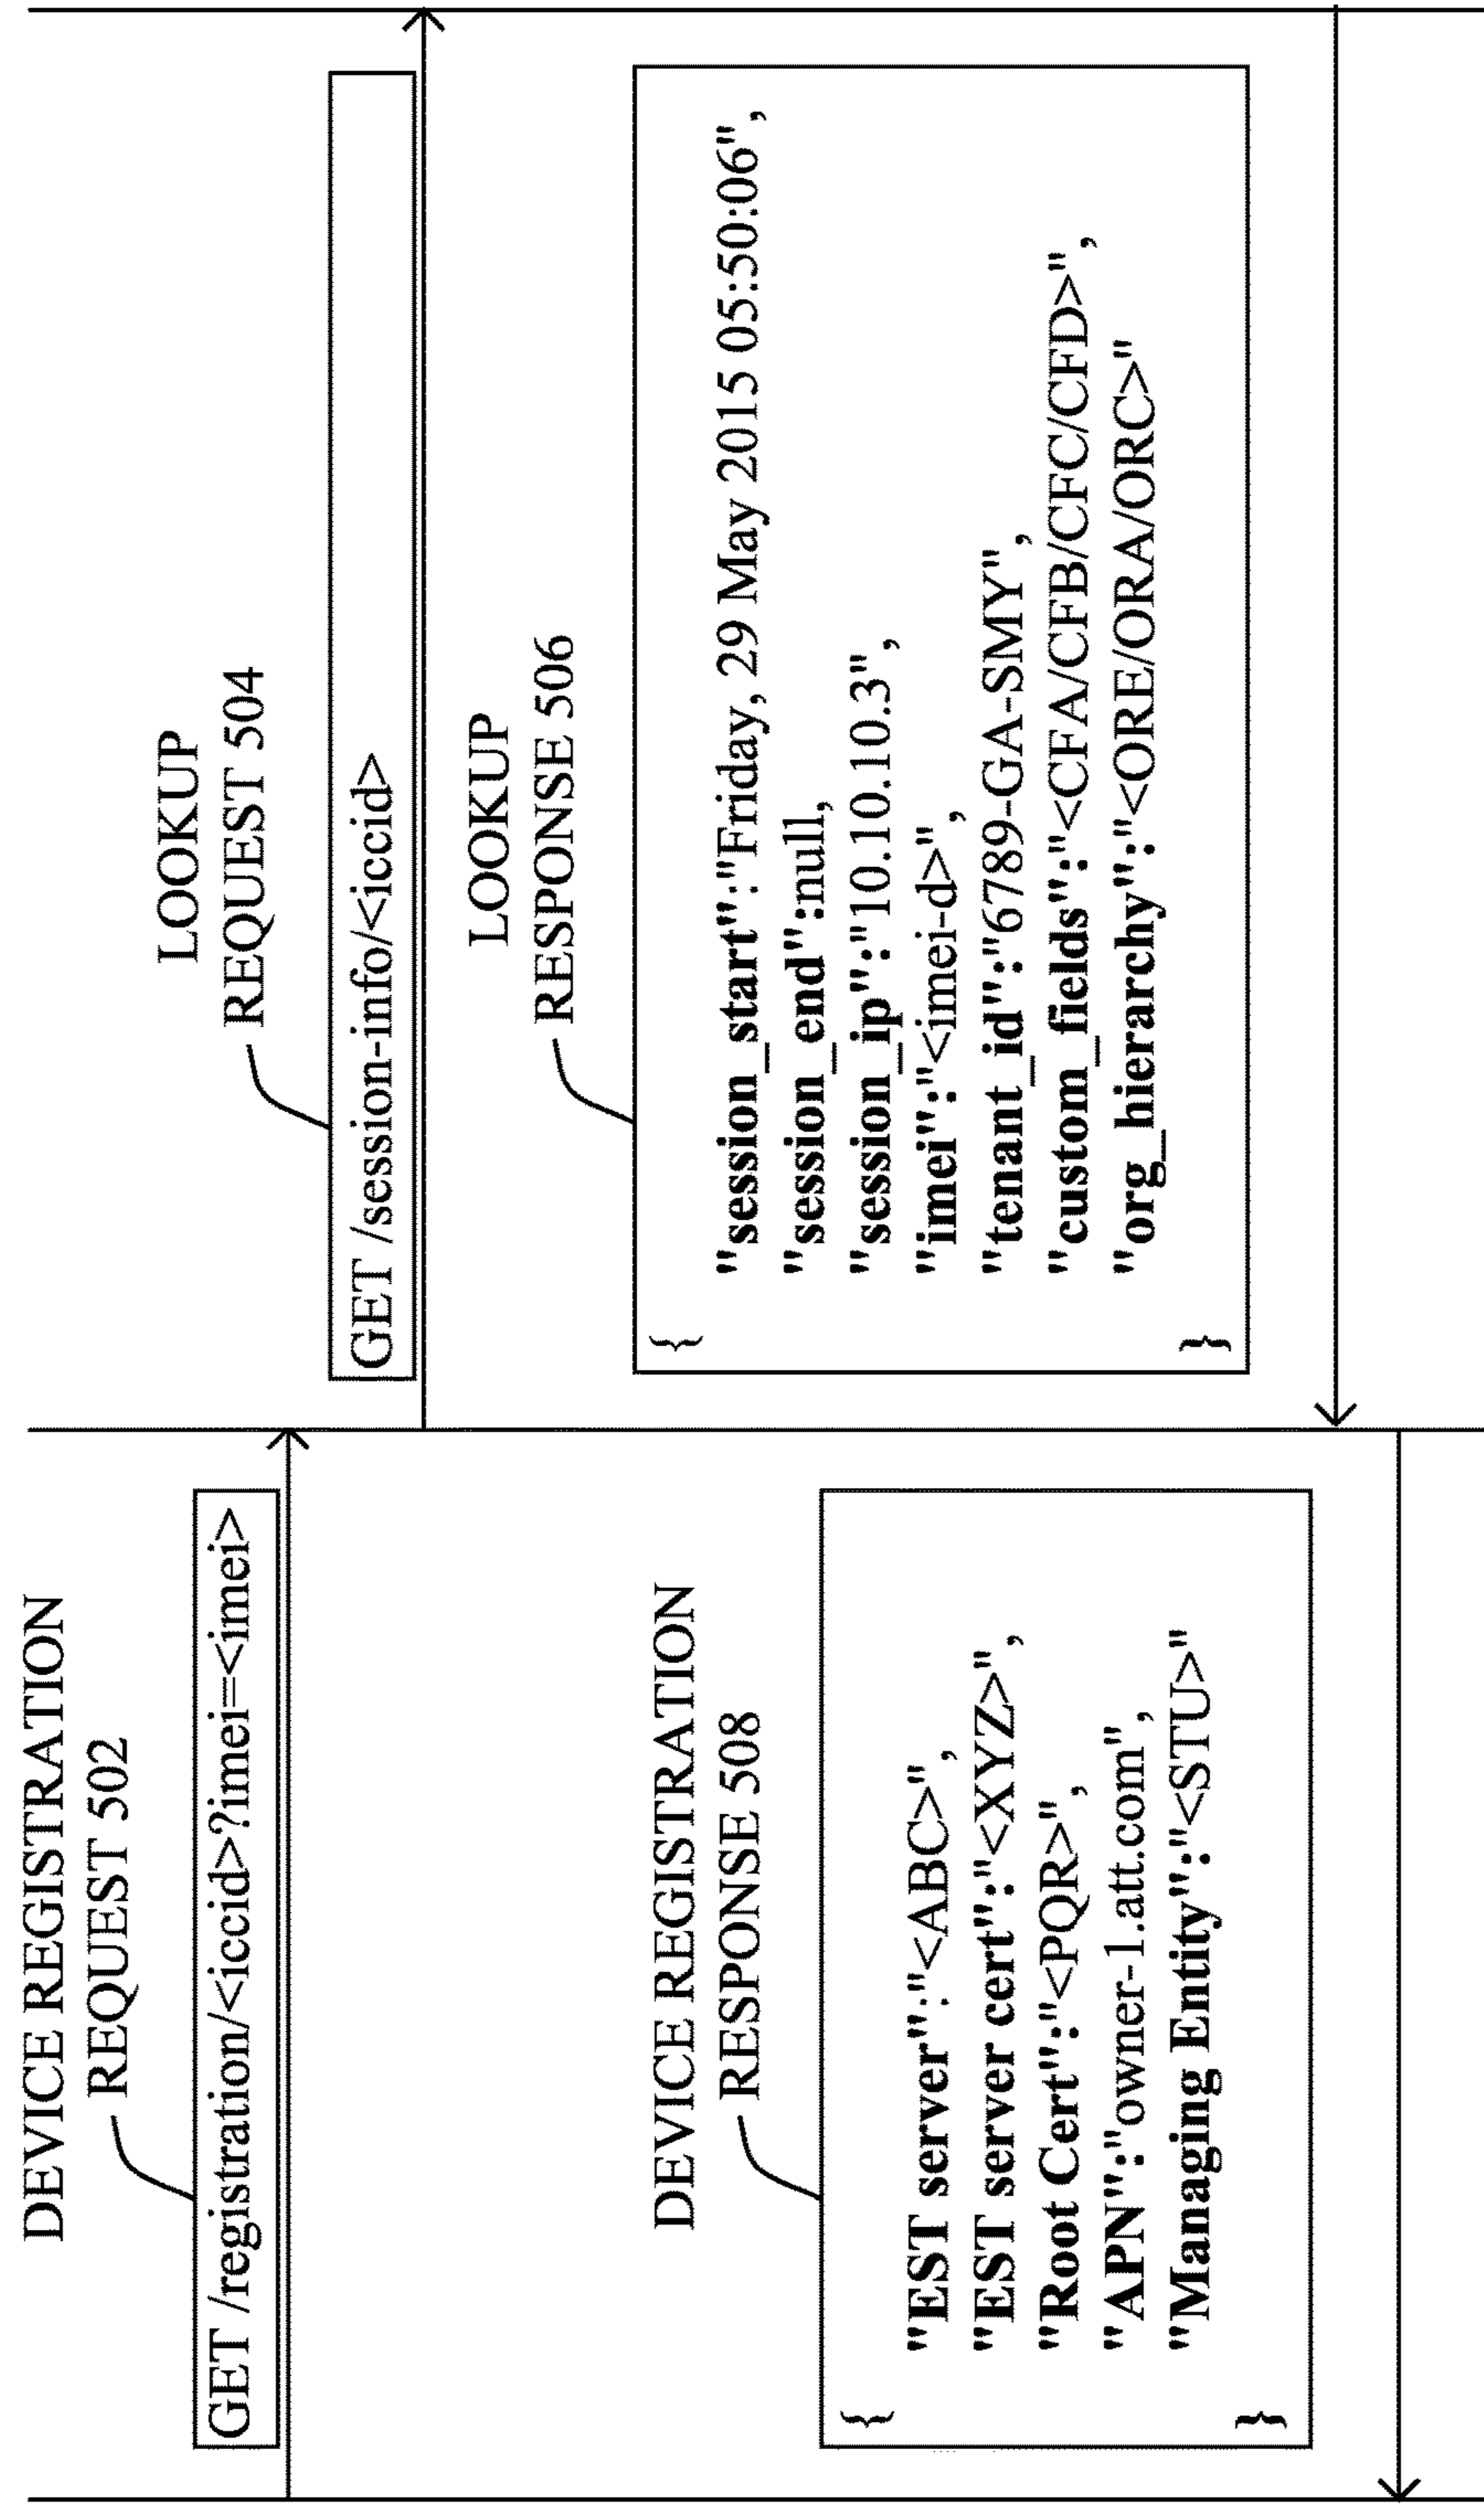 DEVICE REGISTRATION
REQUEST 502
GET /registration/<iccid>?imei=<imei>
LOOKUP
REQUEST 504
GET /session-info/<iccid>
LOOKUP
RESPONSE 506
{
"session_start":"Friday, 29 May 2015 05:50:06",
"session_end":null,
"session_ip":"10.10.10.3",
"imei":"<imei-d>",
"tenant_id":"6789-GA-SMY",
"custom_fields":"<CFA/CFB/CFC/CFD>",
"org_hierarchy":"<ORE/ORA/ORC>"
}
DEVICE REGISTRATION
RESPONSE 508
{
"EST server":"<ABC>",
"EST server cert":"<XYZ>",
"Root Cert":"<PQR>",
"APN":"owner-1.att.com",
"Managing Entity":"<STU>"
}